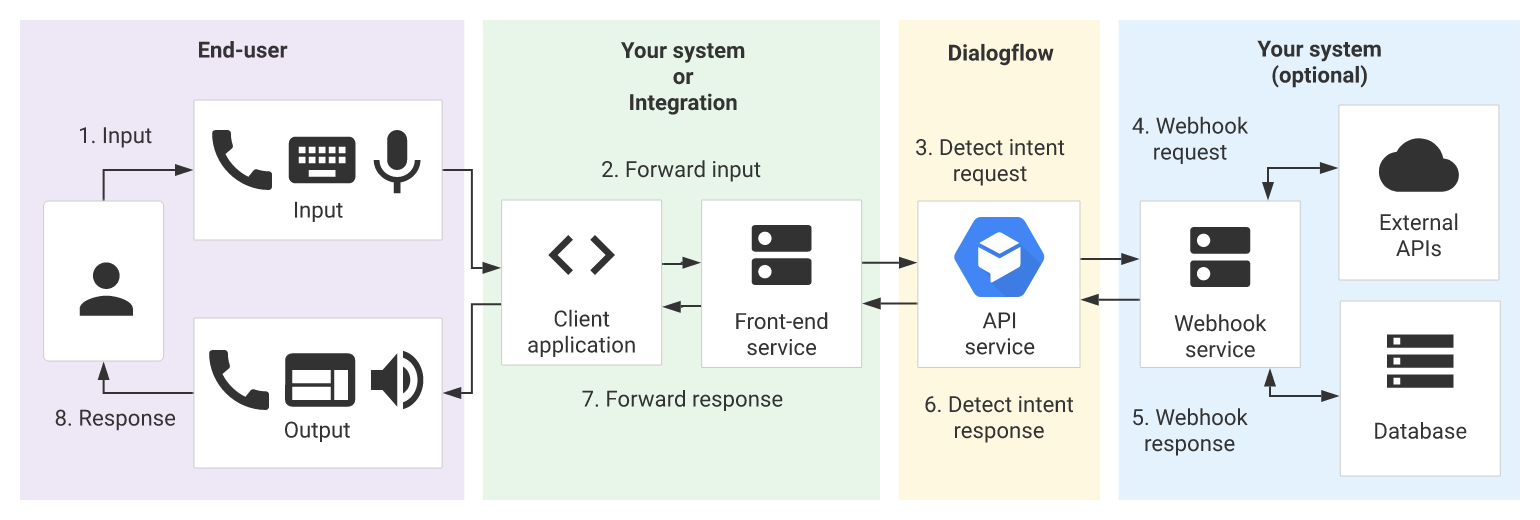 End-user
1. Input
Input
8. Response
Output
Your system
or
Integration
2. Forward input
Client
application
Front-end
service
7. Forward response
Dialogflow
3. Detect intent
request
API
service
6. Detect intent
response
Your system
(optional)
4. Webhook
request
External
APIs
Webhook
service
5. Webhook
response
Database